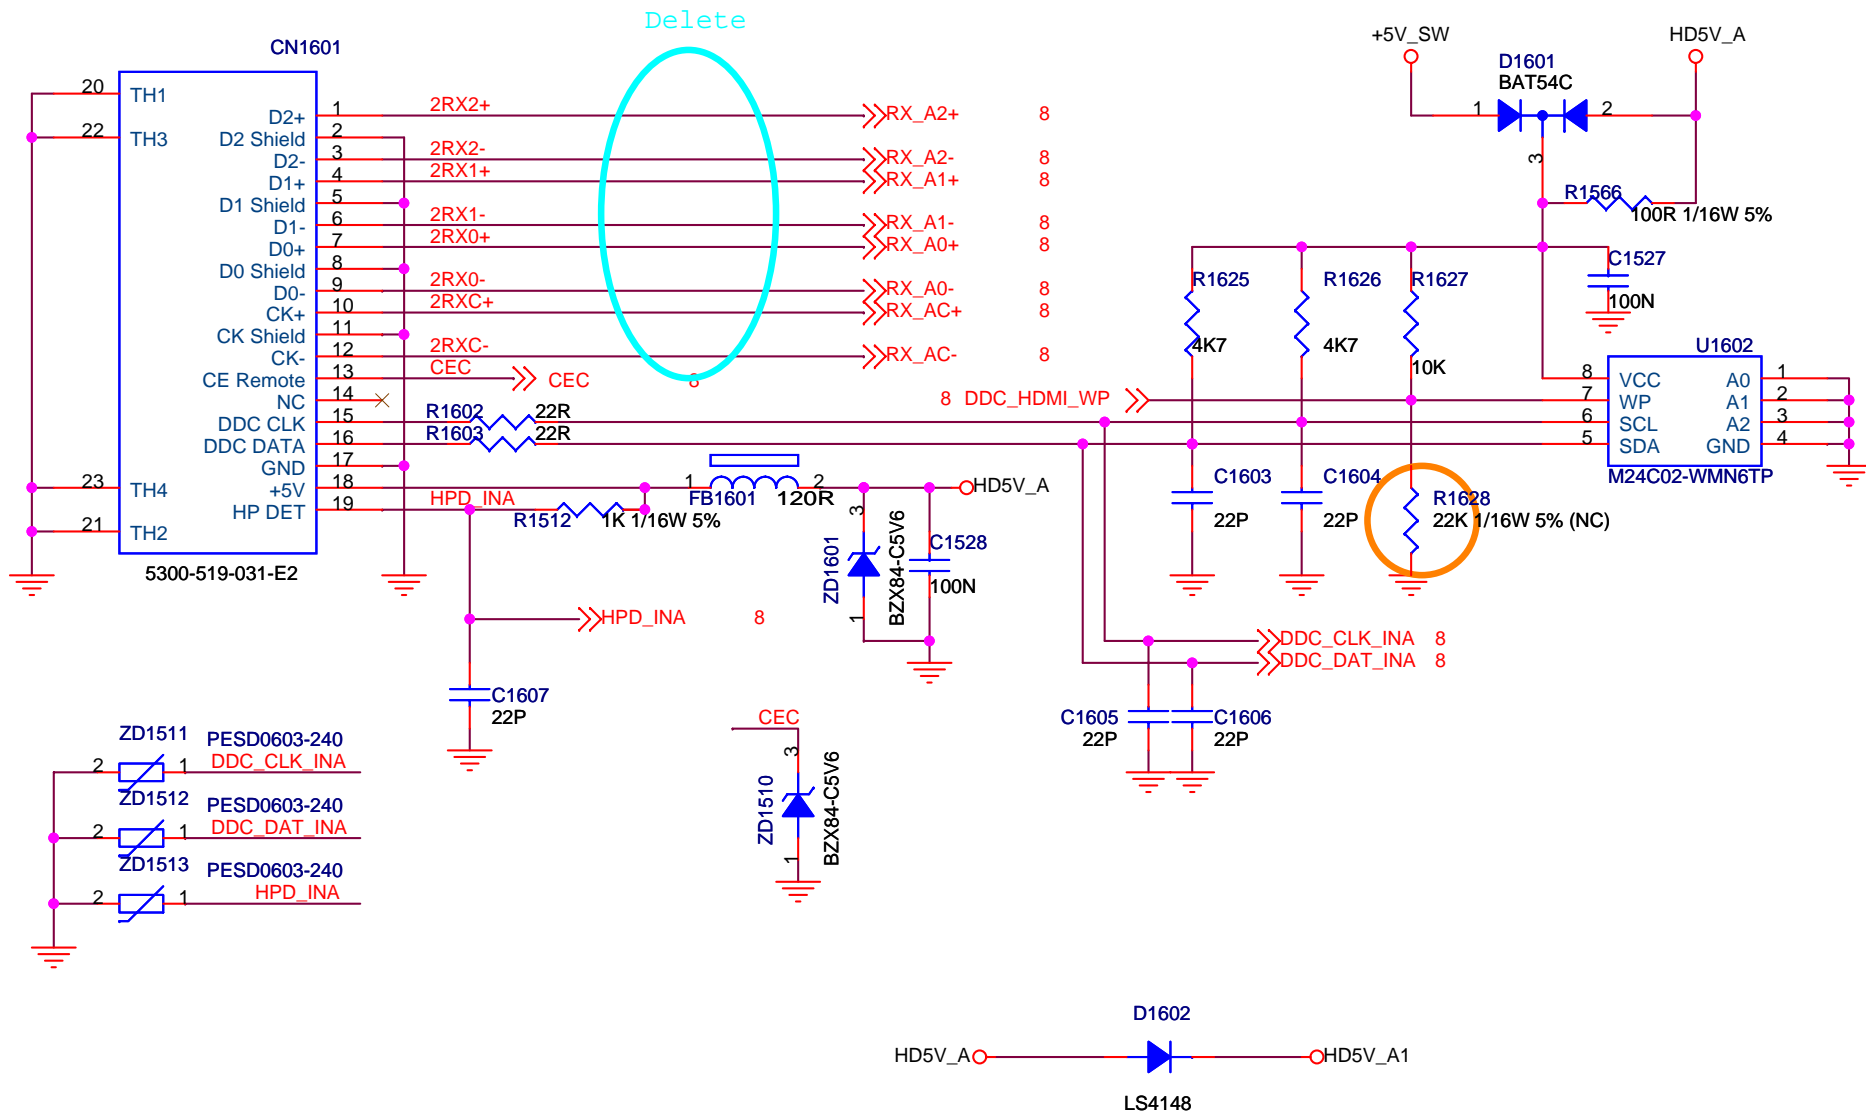 Delete
+5V_SW
HD5V_A
CN1601
D1601
BAT54C
20 TH1
22 TH3
23 TH4
21 TH2
D2+ 1 2RX2+ RX_A2+ 8
D2 Shield 2
D2- 3 2RX2- RX_A2- 8
D1+ 4 2RX1+ RX_A1+ 8
D1 Shield 5
D1- 6 2RX1- RX_A1- 8
D0+ 7 2RX0+ RX_A0+ 8
D0 Shield 8
D0- 9 2RX0- RX_A0- 8
CK+ 10 2RXC+ RX_AC+ 8
CK Shield 11
CK- 12 2RXC- RX_AC- 8
CE Remote 13 CEC CEC 8
NC 14
DDC CLK 15 R1602 22R
DDC DATA 16 R1603 22R
GND 17
+5V 18
HP DET 19 HPD_INA
5300-519-031-E2
1 2
3
R1566
100R 1/16W 5%
C1527
100N
R1625
4K7
R1626
4K7
R1627
10K
8 DDC_HDMI_WP
U1602
8 VCC A0 1
7 WP A1 2
6 SCL A2 3
5 SDA GND 4
M24C02-WMN6TP
1 2
FB1601 120R
HD5V_A
R1512 1K 1/16W 5%
3
ZD1601
BZX84-C5V6
1
C1528
100N
C1603
22P
C1604
22P
R1628
22K 1/16W 5% (NC)
HPD_INA 8
C1607
22P
DDC_CLK_INA 8
DDC_DAT_INA 8
C1605
22P
C1606
22P
CEC
3
ZD1510
BZX84-C5V6
1
ZD1511 PESD0603-240
2 1 DDC_CLK_INA
ZD1512 PESD0603-240
2 1 DDC_DAT_INA
ZD1513 PESD0603-240
2 1 HPD_INA
D1602
HD5V_A HD5V_A1
LS4148